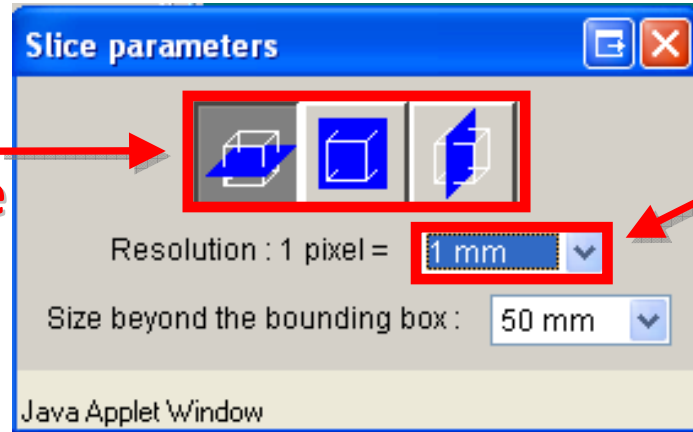 Slice parameters
e
Resolution : 1 pixel = 1 mm
Size beyond the bounding box : 50 mm
Java Applet Window